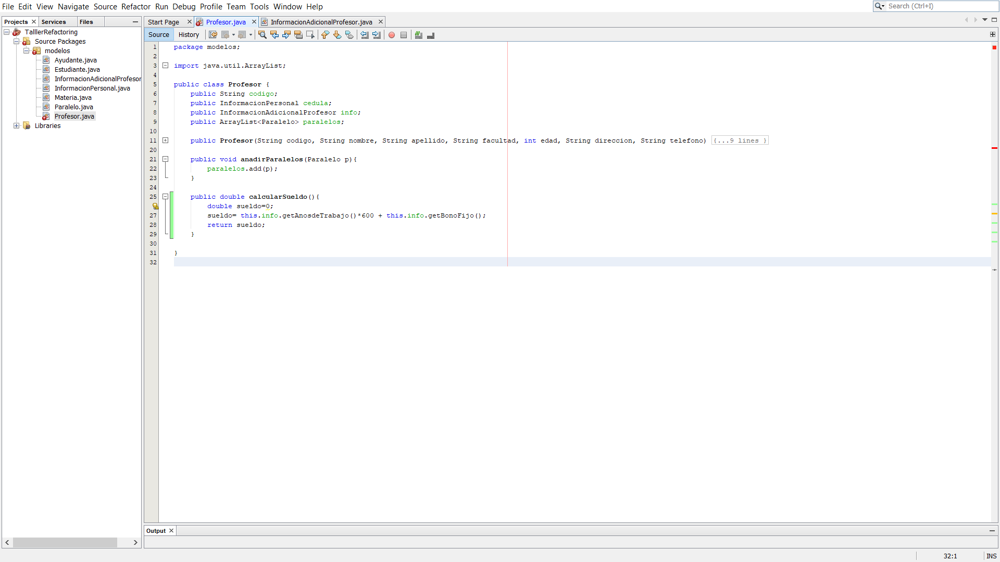 File Edit View Navigate Source Refactor Run Debug Profile Team Tools Window Help
Search (Ctrl+I)
Projects Services Files
TalllerRefactoring
Source Packages
modelos
Ayudante.java
Estudiante.java
InformacionAdicionalProfesor
InformacionPersonal.java
Materia.java
Paralelo.java
Profesor.java
Libraries
Start Page Profesor.java InformacionAdicionalProfesor.java
Source History
1 package modelos;
2
3 import java.util.ArrayList;
4
5 public class Profesor {
6 public String codigo;
7 public InformacionPersonal cedula;
8 public InformacionAdicionalProfesor info;
9 public ArrayList<Paralelo> paralelos;
10
11 public Profesor(String codigo, String nombre, String apellido, String facultad, int edad, String direccion, String telefono) {...9 lines }
20
21 public void anadirParalelos(Paralelo p){
22 paralelos.add(p);
23 }
24
25 public double calcularSueldo(){
double sueldo=0;
27 sueldo= this.info.getAnosdeTrabajo()*600 + this.info.getBonoFijo();
28 return sueldo;
29 }
30
31 }
32
Output
32:1 INS